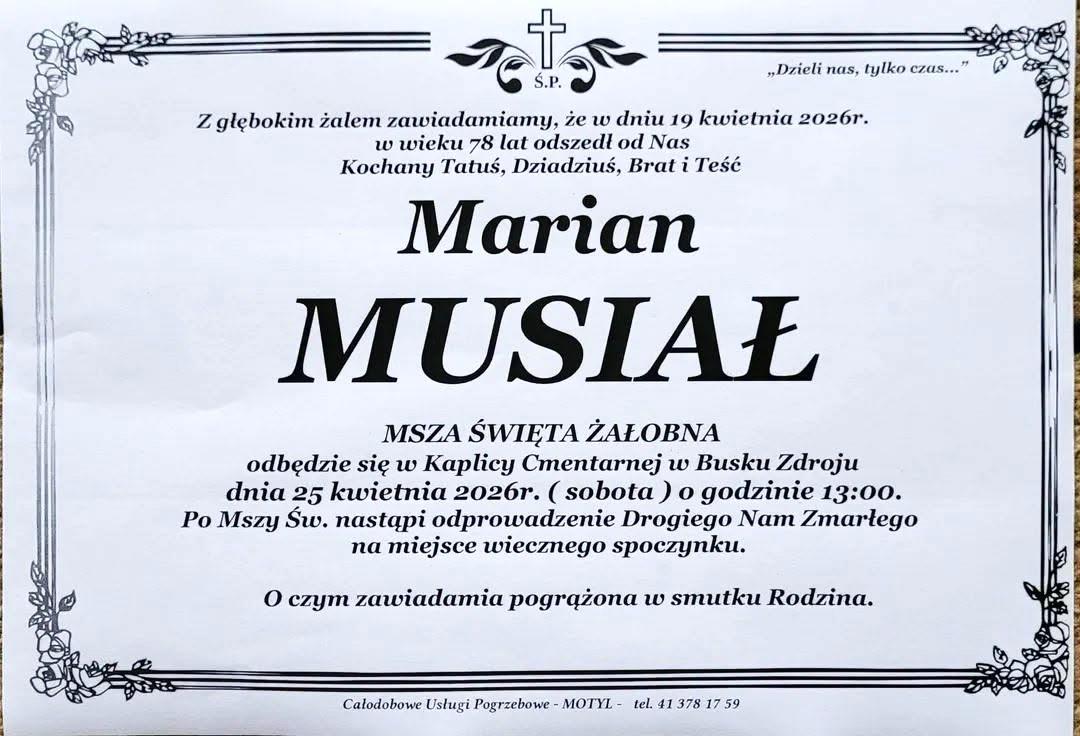 Ś.P.
„Dzieli nas, tylko czas..."
Z głębokim żalem zawiadamiamy, że w dniu 19 kwietnia 2026r.
w wieku 78 lat odszedł od Nas
Kochany Tatuś, Dziadziuś, Brat i Teść
Marian
MUSIAŁ
MSZA ŚWIĘTA ŻAŁOBNA
odbędzie się w Kaplicy Cmentarnej w Busku Zdroju
dnia 25 kwietnia 2026r. ( sobota ) o godzinie 13:00.
Po Mszy Św. nastąpi odprowadzenie Drogiego Nam Zmarłego
na miejsce wiecznego spoczynku.
O czym zawiadamia pogrążona w smutku Rodzina.
Całodobowe Usługi Pogrzebowe - MOTYL - tel. 41 378 17 59